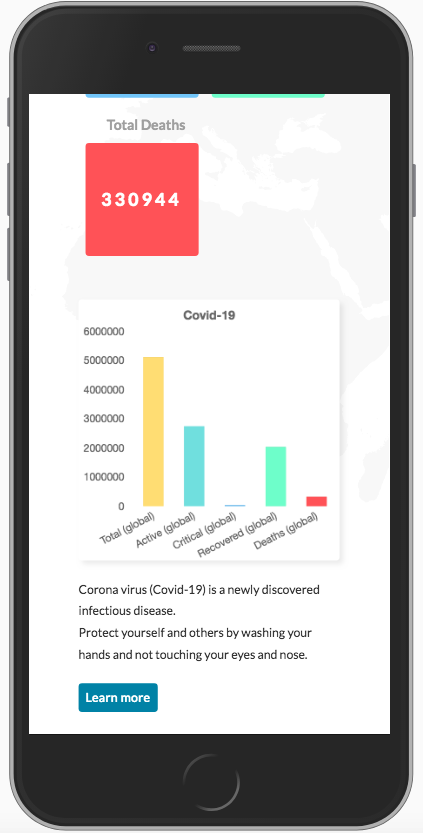 Total Deaths
330944
Covid-19
6000000
5000000
4000000
3000000
2000000
1000000
0
Total (global)
Active (global)
Critical (global)
Recovered (global)
Deaths (global)
Corona virus (Covid-19) is a newly discovered
infectious disease.
Protect yourself and others by washing your
hands and not touching your eyes and nose.
Learn more